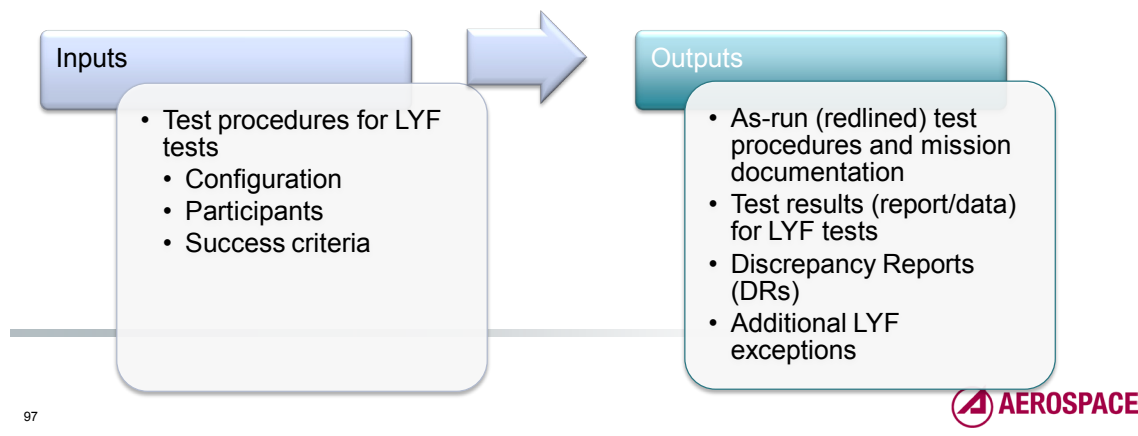 Inputs
• Test procedures for LYF
tests
• Configuration
• Participants
• Success criteria
Outputs
• As-run (redlined) test
procedures and mission
documentation
• Test results (report/data)
for LYF tests
• Discrepancy Reports
(DRs)
• Additional LYF
exceptions
97
AEROSPACE